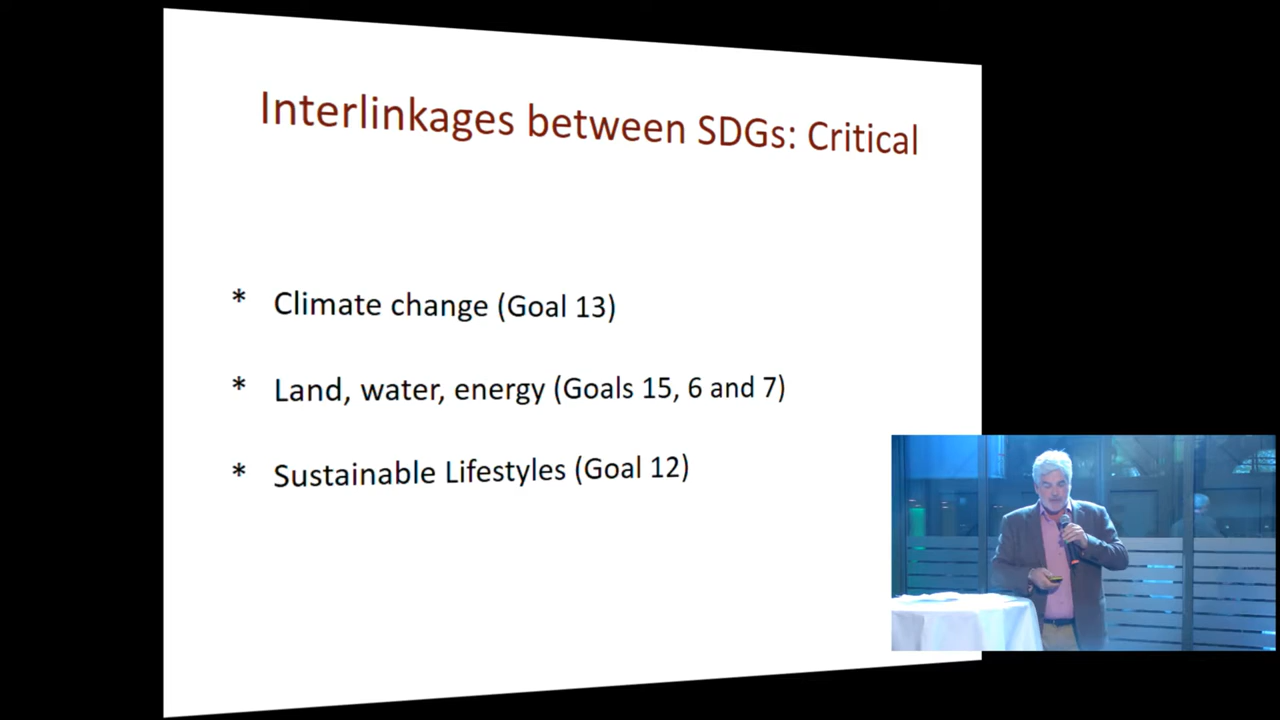 Interlinkages between SDGs: Critical
* Climate change (Goal 13)
* Land, water, energy (Goals 15, 6 and 7)
* Sustainable Lifestyles (Goal 12)